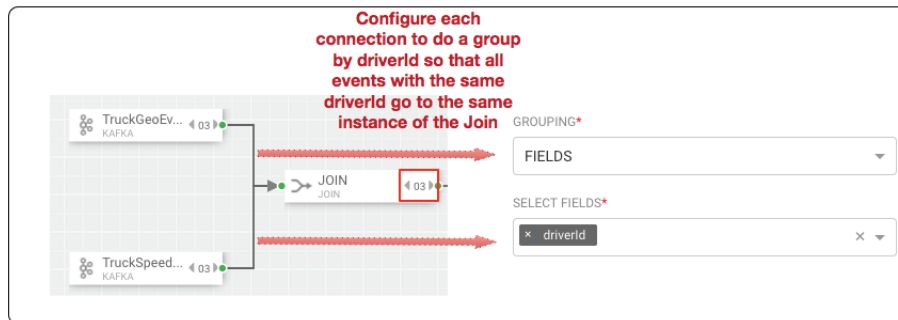 Configure each
connection to do a group
by driverId so that all
events with the same
driverId go to the same
instance of the Join
TruckGeoEv... 03
KAFKA
JOIN 03
JOIN
TruckSpeed... 03
KAFKA
GROUPING*
FIELDS
SELECT FIELDS*
× driverId ×